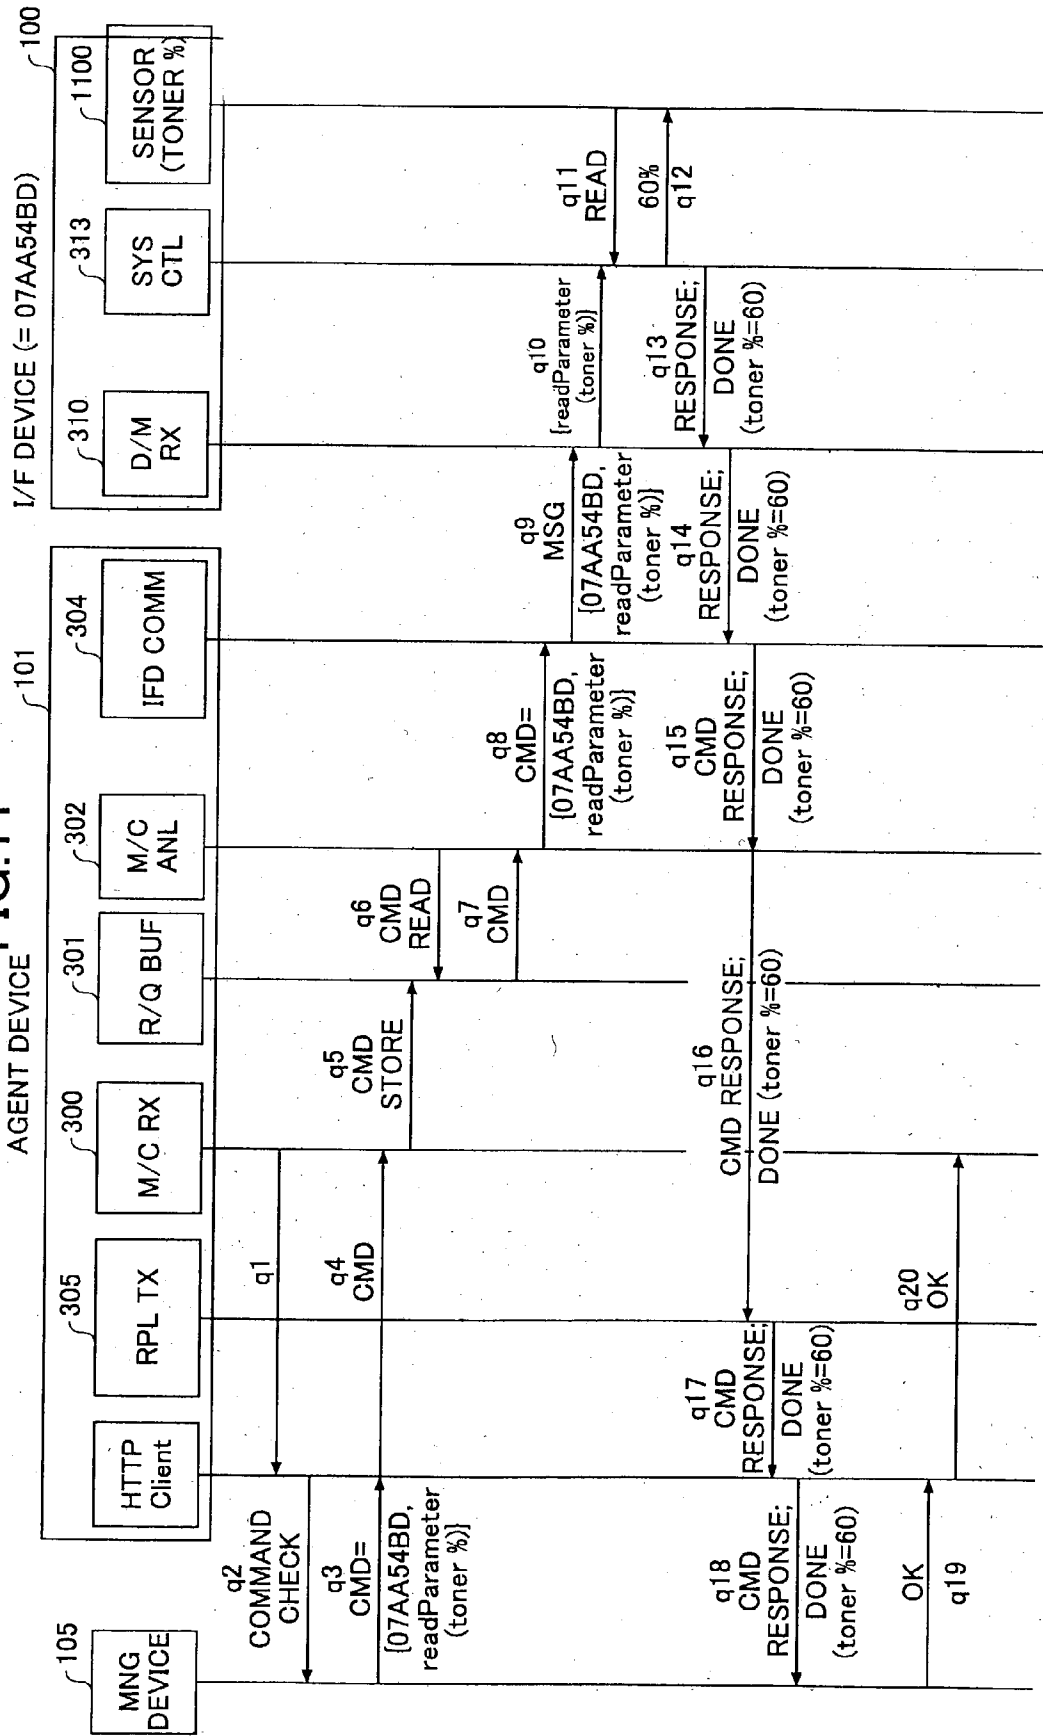 FIG.11
AGENT DEVICE
101
I/F DEVICE (= 07AA54BD)
100
105
MNG
DEVICE
HTTP
Client
305
RPL TX
300
M/C RX
301
R/Q BUF
302
M/C
ANL
304
IFD COMM
310
D/M
RX
313
SYS
CTL
1100
SENSOR
(TONER %)
q1
q2
COMMAND
CHECK
q3
CMD=
{07AA54BD,
readParameter
(toner %)}
q4
CMD
q5
CMD
STORE
q6
CMD
READ
q7
CMD
q8
CMD=
{07AA54BD,
readParameter
(toner %)}
q9
MSG
{07AA54BD,
readParameter
(toner %)}
q10
{readParameter
(toner %)}
q11
READ
60%
q12
q13
RESPONSE;
DONE
(toner %=60)
q14
RESPONSE;
DONE
(toner %=60)
q15
CMD
RESPONSE;
DONE
(toner %=60)
q16
CMD RESPONSE;
DONE (toner %=60)
q17
CMD
RESPONSE;
DONE
(toner %=60)
q18
CMD
RESPONSE;
DONE
(toner %=60)
OK
q19
q20
OK